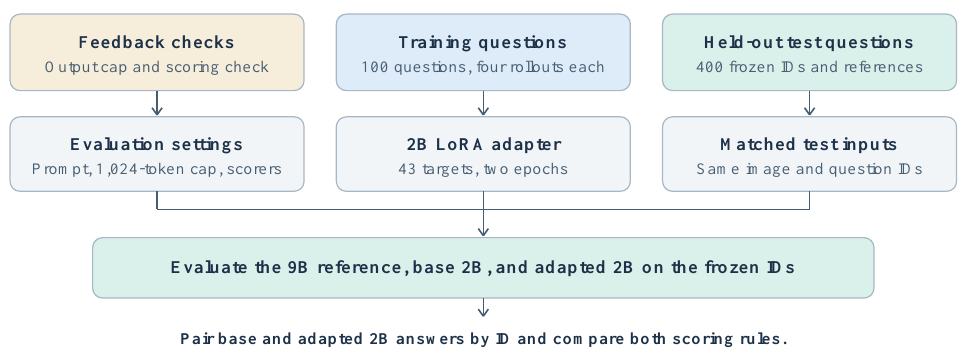 Feedback checks
Output cap and scoring check
Training questions
100 questions, four rollouts each
Held-out test questions
400 frozen IDs and references
Evaluation settings
Prompt, 1,024-token cap, scorers
2B LoRA adapter
43 targets, two epochs
Matched test inputs
Same image and question IDs
Evaluate the 9B reference, base 2B, and adapted 2B on the frozen IDs
Pair base and adapted 2B answers by ID and compare both scoring rules.